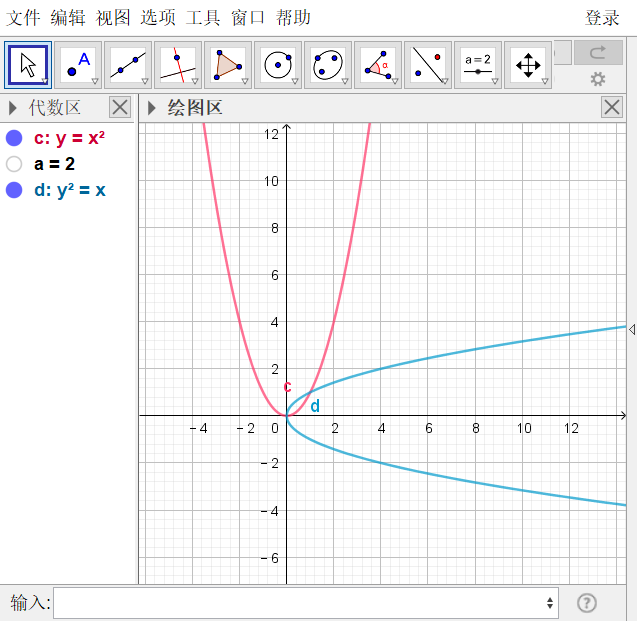 文件 编辑 视图 选项 工具 窗口 帮助 登录
A
α
a = 2
代数区
绘图区
c: y = x²
a = 2
d: y² = x
12
10
8
6
4
2
c
d
-4 -2 0 2 4 6 8 10 12
-2
-4
-6
输入:
?